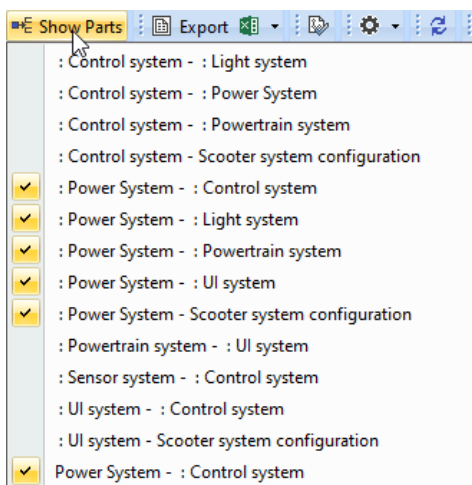 Show Parts Export
: Control system - : Light system
: Control system - : Power System
: Control system - : Powertrain system
: Control system - Scooter system configuration
: Power System - : Control system
: Power System - : Light system
: Power System - : Powertrain system
: Power System - : UI system
: Power System - Scooter system configuration
: Powertrain system - : UI system
: Sensor system - : Control system
: UI system - : Control system
: UI system - Scooter system configuration
Power System - : Control system